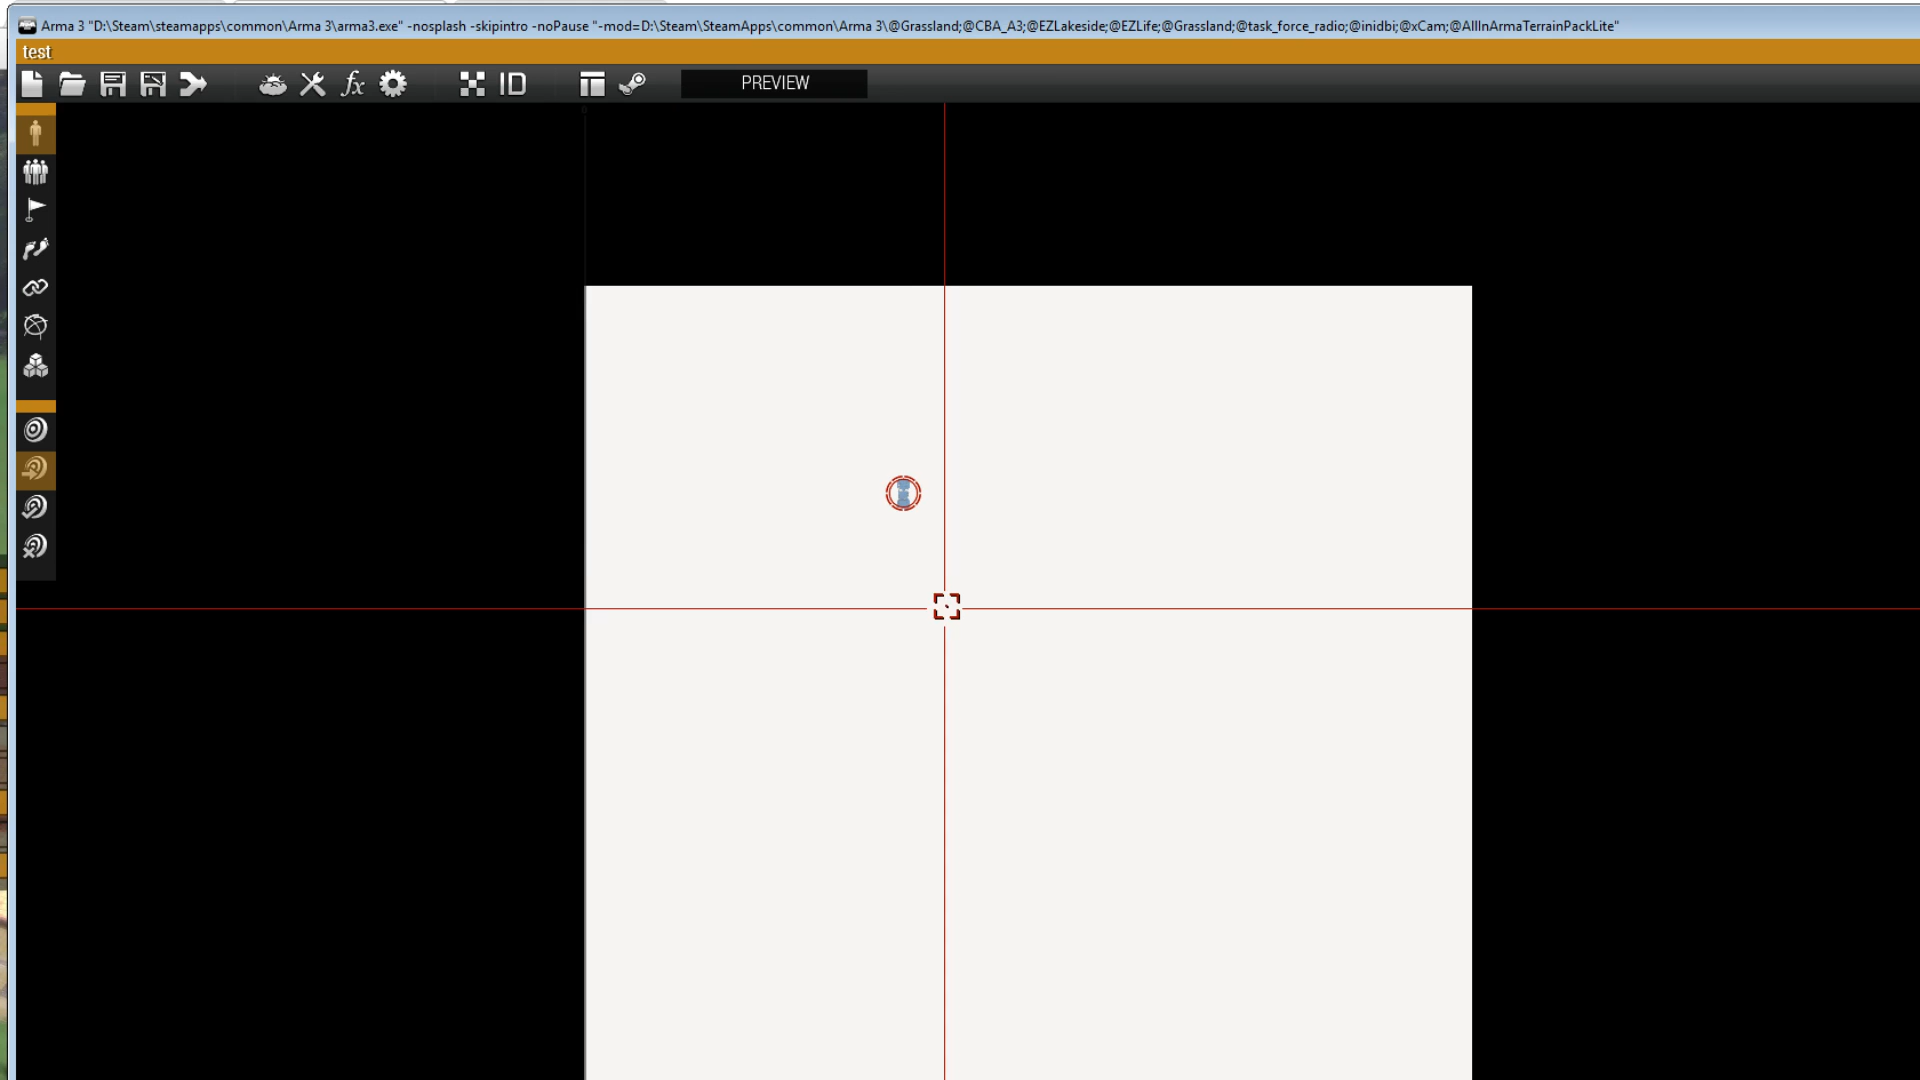 Arma 3 "D:\Steam\steamapps\common\Arma 3\arma3.exe" -nosplash -skipintro -noPause "-mod=D:\Steam\SteamApps\common\Arma 3\@Grassland;@CBA_A3;@EZLakeside;@EZLife;@Grassland;@task_force_radio;@inidbi;@xCam;@AllInArmaTerrainPackLite"
test
fx ID PREVIEW